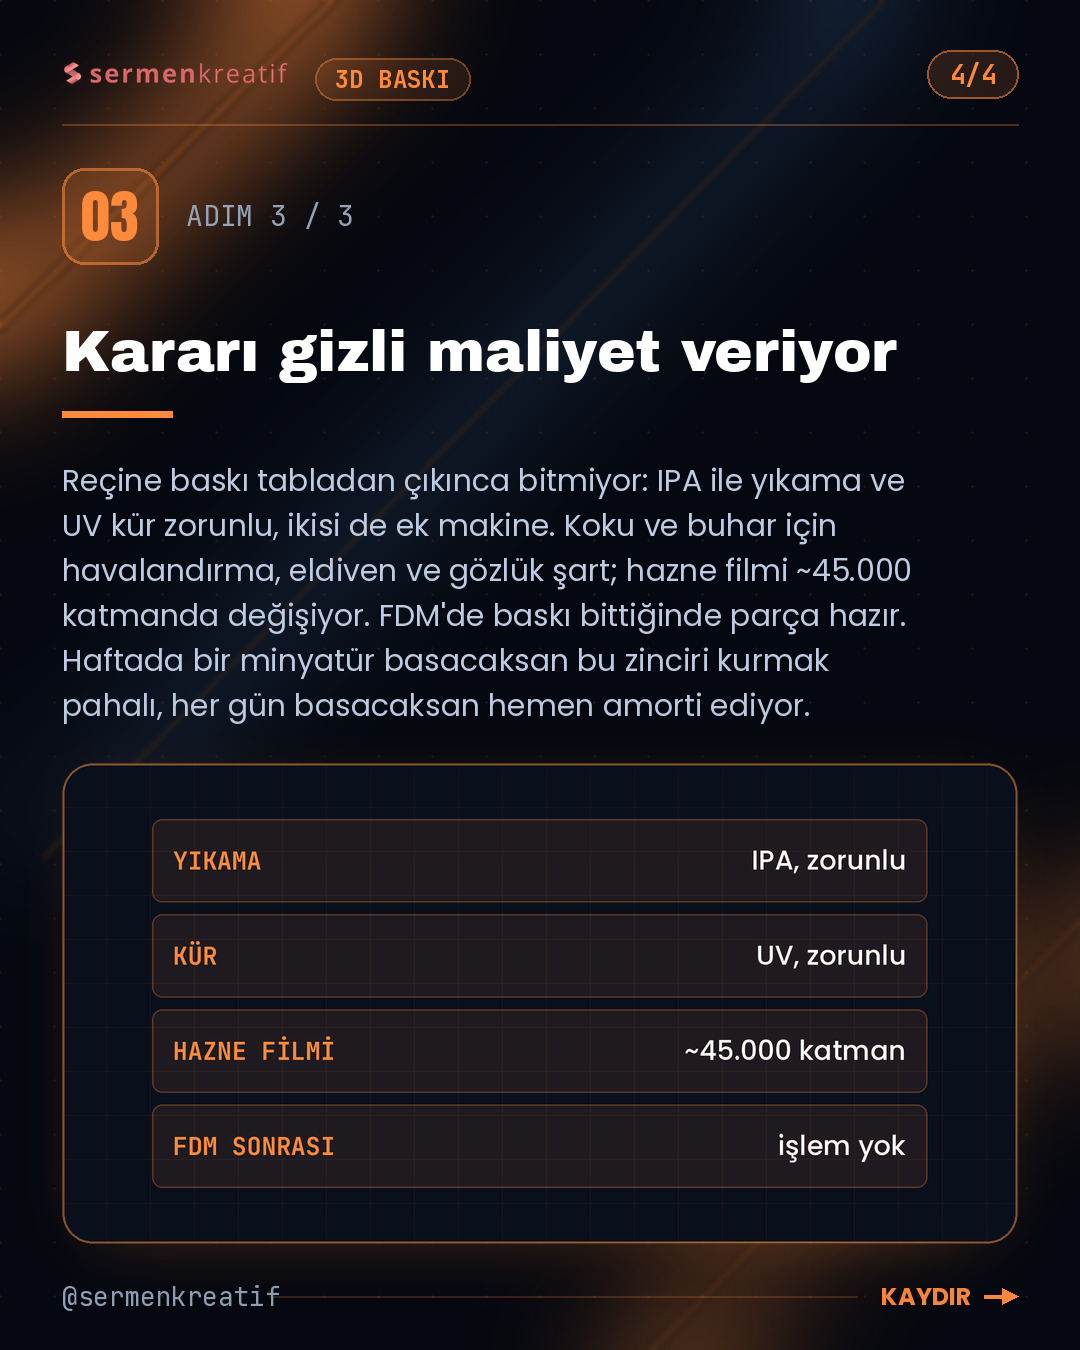 sermenkreatif
3D BASKI
4/4
03
ADIM 3 / 3
Kararı gizli maliyet veriyor
Reçine baskı tabladan çıkınca bitmiyor: IPA ile yıkama ve
UV kür zorunlu, ikisi de ek makine. Koku ve buhar için
havalandırma, eldiven ve gözlük şart; hazne filmi ~45.000
katmanda değişiyor. FDM'de baskı bittiğinde parça hazır.
Haftada bir minyatür basacaksan bu zinciri kurmak
pahalı, her gün basacaksan hemen amorti ediyor.
YIKAMA IPA, zorunlu
KÜR UV, zorunlu
HAZNE FİLMİ ~45.000 katman
FDM SONRASI işlem yok
@sermenkreatif
KAYDIR